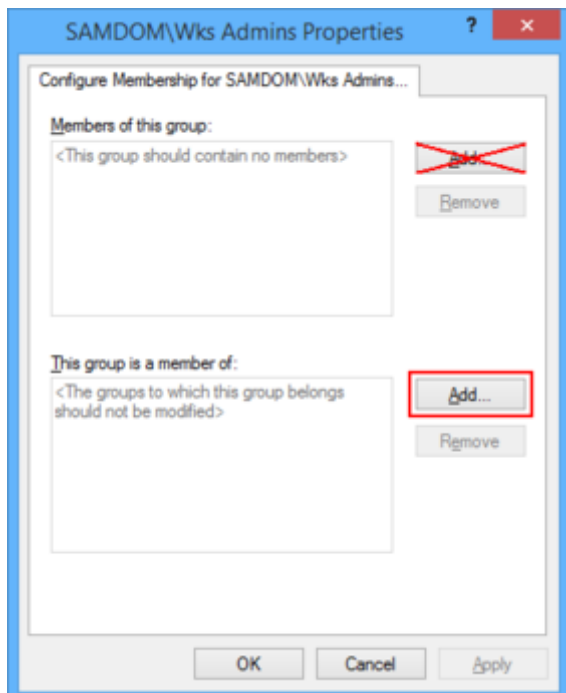 SAMDOM\Wks Admins Properties
?
Configure Membership for SAMDOM\Wks Admins...
Members of this group:
<This group should contain no members>
Add...
Remove
This group is a member of:
<The groups to which this group belongs
should not be modified>
Add...
Remove
OK
Cancel
Apply